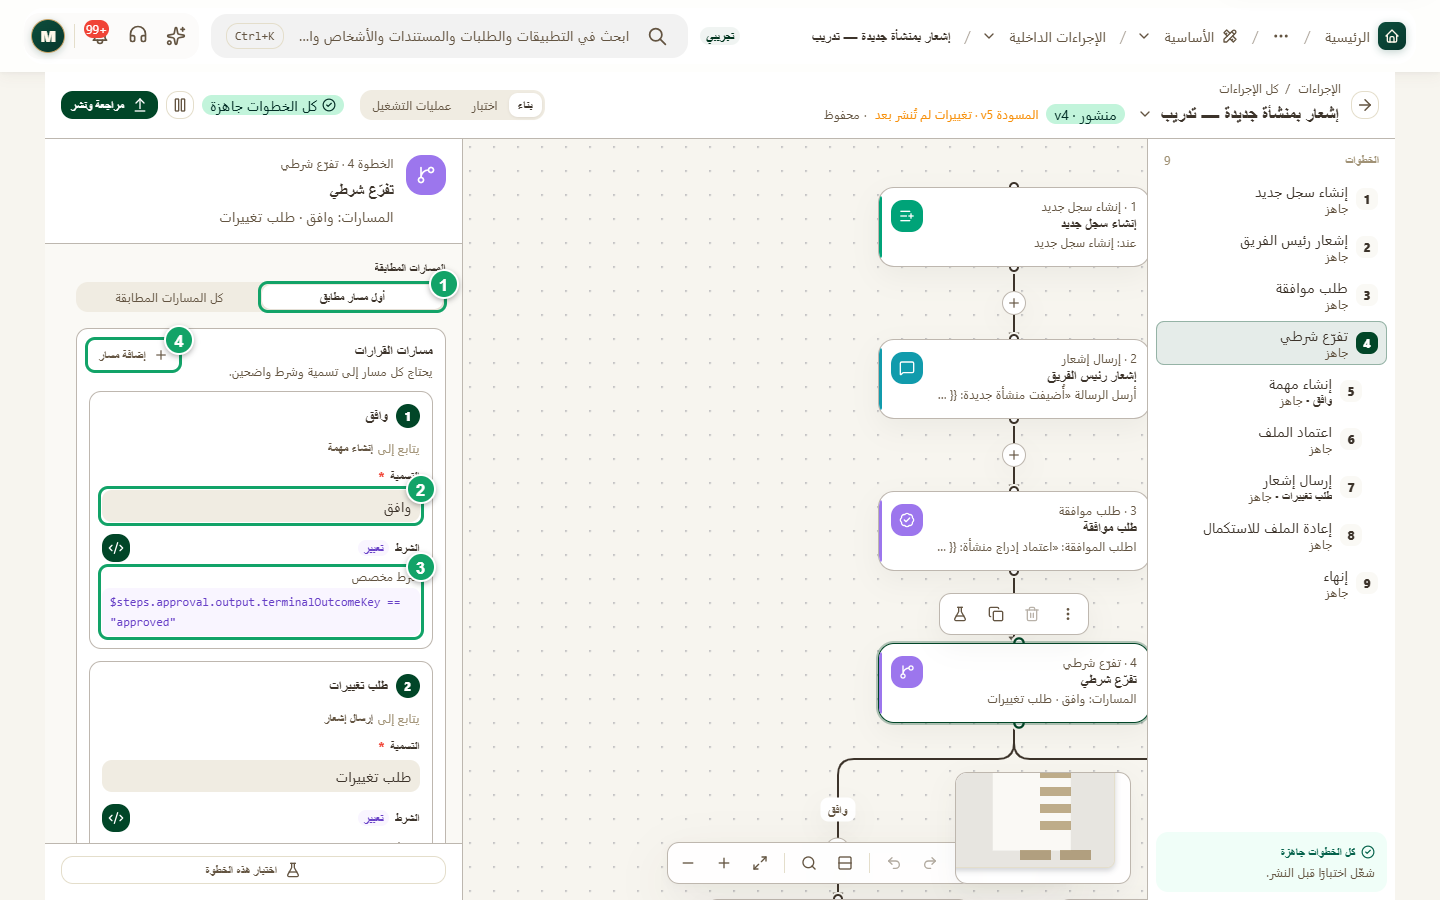 الرئيسية / ··· / الأساسية / الإجراءات الداخلية / إشعار بمنشأة جديدة — تدريب
تجريبي
ابحث في التطبيقات والطلبات والمستندات والأشخاص وا... Ctrl+K
99+
M
الإجراءات / كل الإجراءات
إشعار بمنشأة جديدة — تدريب
منشور · v4
المسودة v5 · تغييرات لم تُنشر بعد · محفوظ
بناء اختبار عمليات التشغيل
كل الخطوات جاهزة
مراجعة ونشر
الخطوات 9
1 إنشاء سجل جديد
جاهز
2 إشعار رئيس الفريق
جاهز
3 طلب موافقة
جاهز
4 تفرّع شرطي
جاهز
5 إنشاء مهمة
وافق - جاهز
6 اعتماد الملف
جاهز
7 إرسال إشعار
طلب تغييرات - جاهز
8 إعادة الملف للاستكمال
جاهز
9 إنهاء
جاهز
كل الخطوات جاهزة
شغّل اختبارًا قبل النشر.
1 · إنشاء سجل جديد
إنشاء سجل جديد
عند: إنشاء سجل جديد
2 · إرسال إشعار
إشعار رئيس الفريق
أرسل الرسالة «أضيفت منشأة جديدة: {{ ...
3 · طلب موافقة
طلب موافقة
اطلب الموافقة: «اعتماد إدراج منشأة: {{ ...
4 · تفرّع شرطي
تفرّع شرطي
المسارات: وافق · طلب تغييرات
وافق
الخطوة 4 · تفرّع شرطي
تفرّع شرطي
المسارات: وافق · طلب تغييرات
المسارات المطابقة
1
أول مسار مطابق كل المسارات المطابقة
مسارات القرارات
4
إضافة مسار
يحتاج كل مسار إلى تسمية وشرط واضحين.
1 وافق
يتابع إلى إنشاء مهمة
التسمية *
2
وافق
الشرط تعبير
3
شرط مخصص
$steps.approval.output.terminalOutcomeKey ==
"approved"
2 طلب تغييرات
يتابع إلى إرسال إشعار
التسمية *
طلب تغييرات
الشرط تعبير
اختبار هذه الخطوة